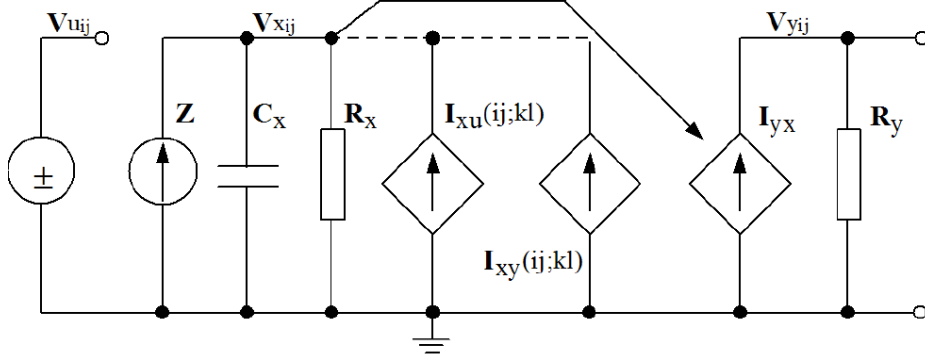 Vuij
Vxij
Vyij
Z
Cx
Rx
Ixu(ij;kl)
Iyx
Ry
±
Ixy(ij;kl)